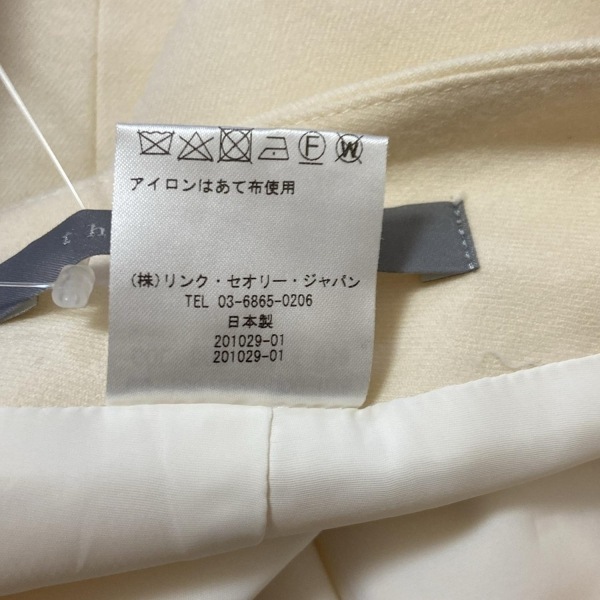 F W
アイロンはあて布使用
(株)リンク・セオリー・ジャパン
TEL 03-6865-0206
日本製
201029-01
201029-01